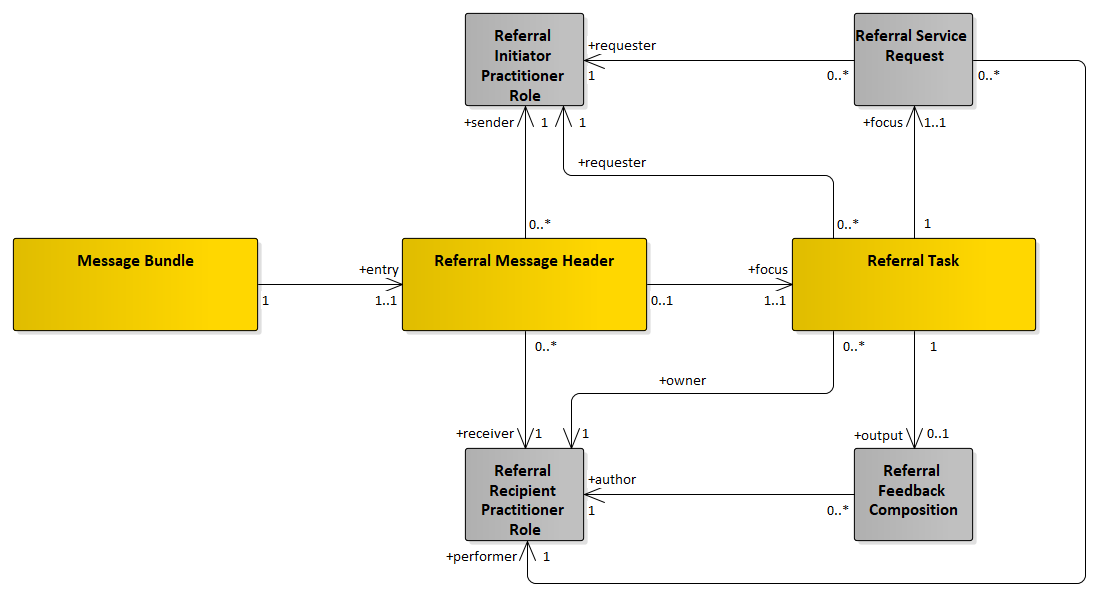 Referral
Initiator
Practitioner
Role
Referral Service
Request
+requester
1
0..*
0..*
+sender
1
1
+focus
1..1
+requester
0..*
0..*
1
Message Bundle
Referral Message Header
Referral Task
+entry
1
1..1
+focus
0..1
1..1
0..*
0..*
1
+owner
+receiver
1
1
+output
0..1
Referral
Recipient
Practitioner
Role
Referral
Feedback
Composition
+author
1
0..*
+performer
1